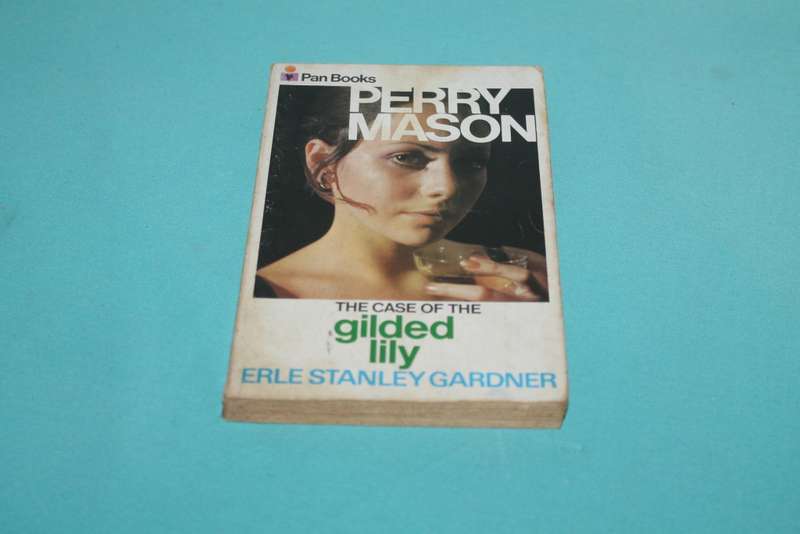 Pan Books
PERRY
MASON
THE CASE OF THE
gilded
lily
ERLE STANLEY GARDNER